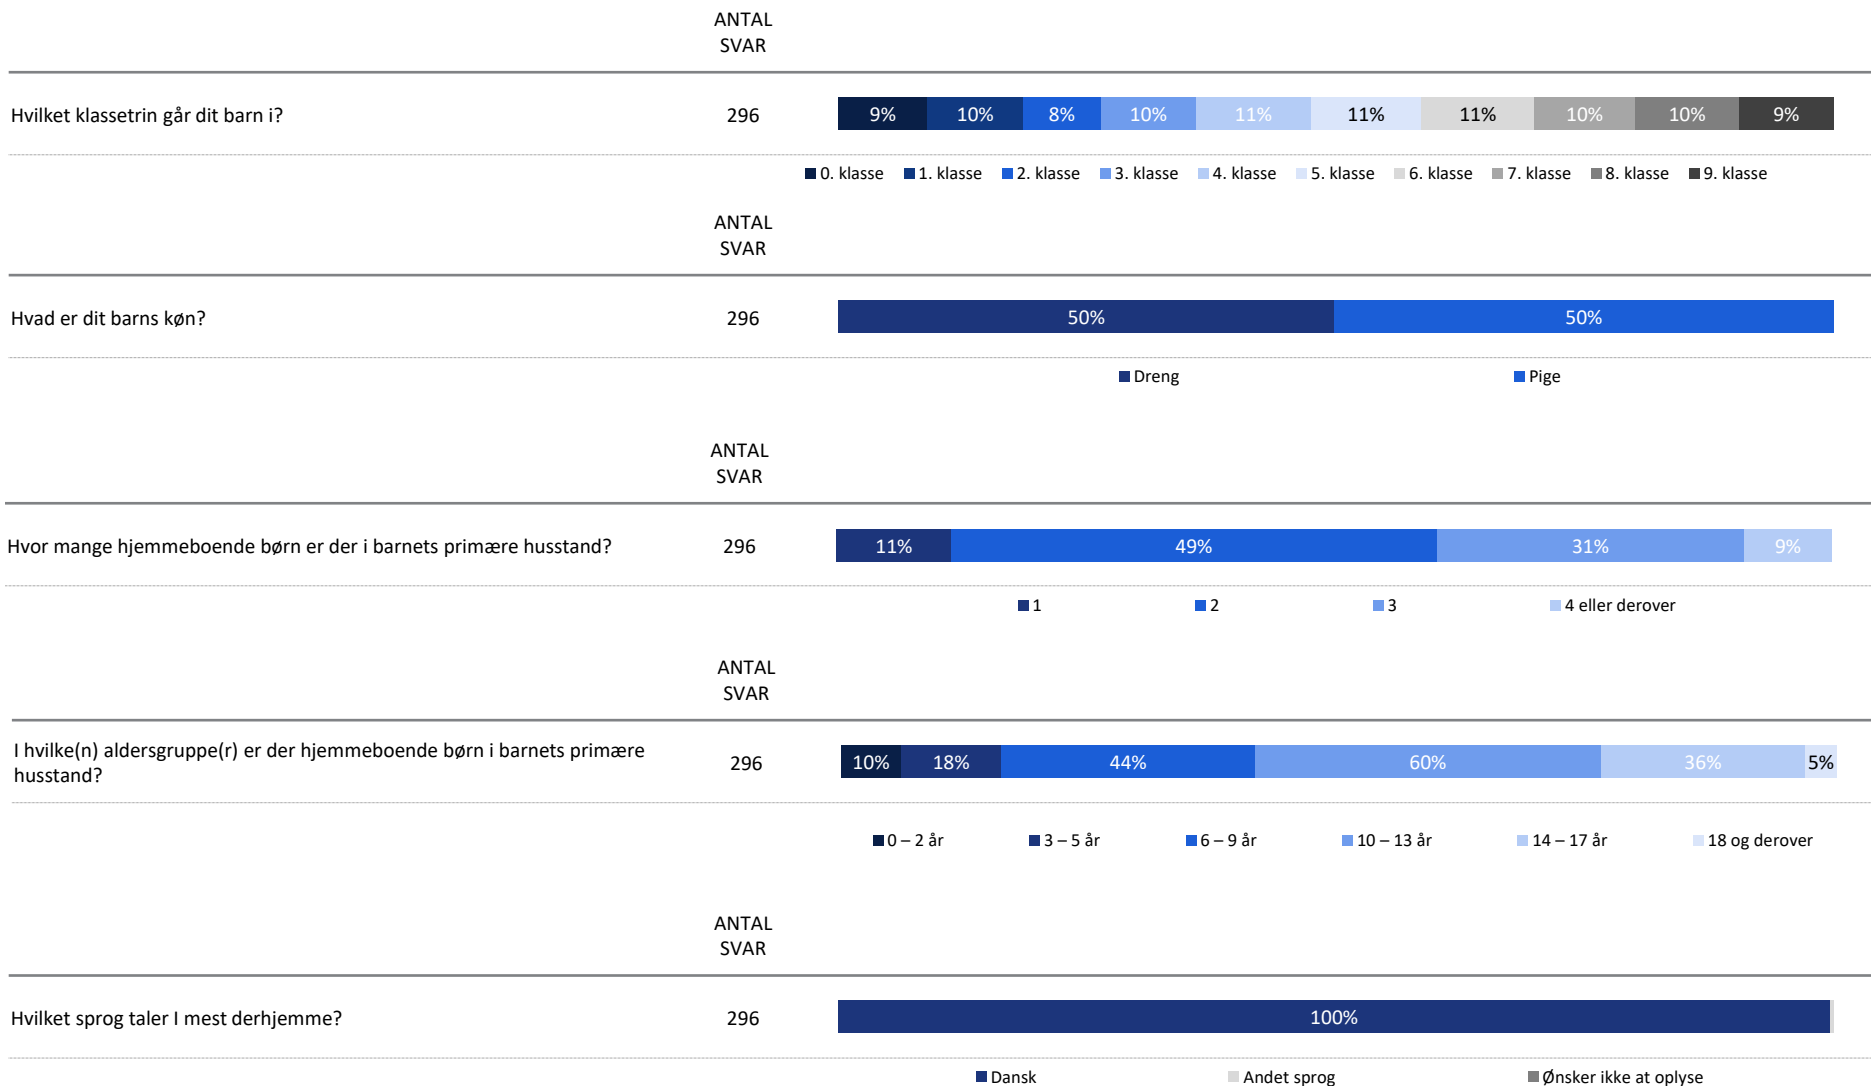 ANTAL
SVAR
Hvilket klassetrin går dit barn i? 296 9% 10% 8% 10% 11% 11% 11% 10% 10% 9%
0. klasse 1. klasse 2. klasse 3. klasse 4. klasse 5. klasse 6. klasse 7. klasse 8. klasse 9. klasse
ANTAL
SVAR
Hvad er dit barns køn? 296 50% 50%
Dreng Pige
ANTAL
SVAR
Hvor mange hjemmeboende børn er der i barnets primære husstand? 296 11% 49% 31% 9%
1 2 3 4 eller derover
ANTAL
SVAR
I hvilke(n) aldersgruppe(r) er der hjemmeboende børn i barnets primære
husstand? 296 10% 18% 44% 60% 36% 5%
0 – 2 år 3 – 5 år 6 – 9 år 10 – 13 år 14 – 17 år 18 og derover
ANTAL
SVAR
Hvilket sprog taler I mest derhjemme? 296 100%
Dansk Andet sprog Ønsker ikke at oplyse